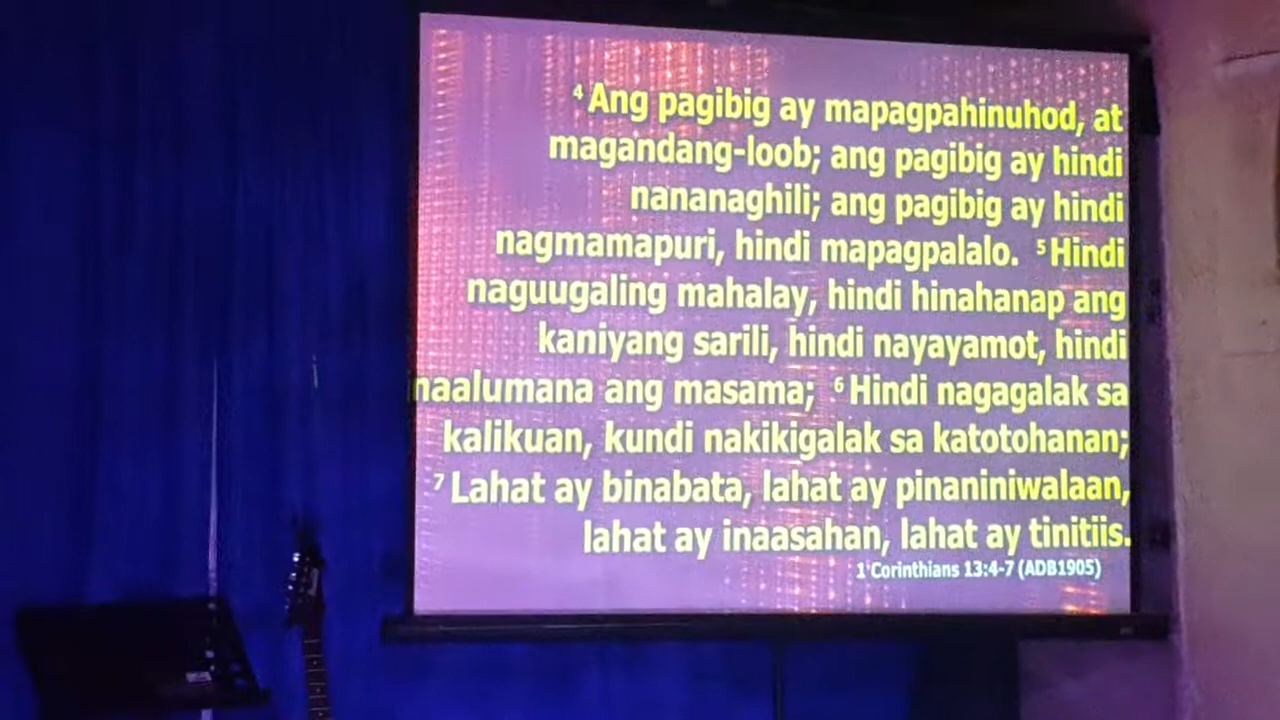 ⁴ Ang pagibig ay mapagpahinuhod, at
magandang-loob; ang pagibig ay hindi
nananaghili; ang pagibig ay hindi
nagmamapuri, hindi mapagpalalo. ⁵ Hindi
naguugaling mahalay, hindi hinahanap ang
kaniyang sarili, hindi nayayamot, hindi
naalumana ang masama; ⁶ Hindi nagagalak sa
kalikuan, kundi nakikigalak sa katotohanan;
⁷ Lahat ay binabata, lahat ay pinaniniwalaan,
lahat ay inaasahan, lahat ay tinitiis.
1 Corinthians 13:4-7 (ADB1905)